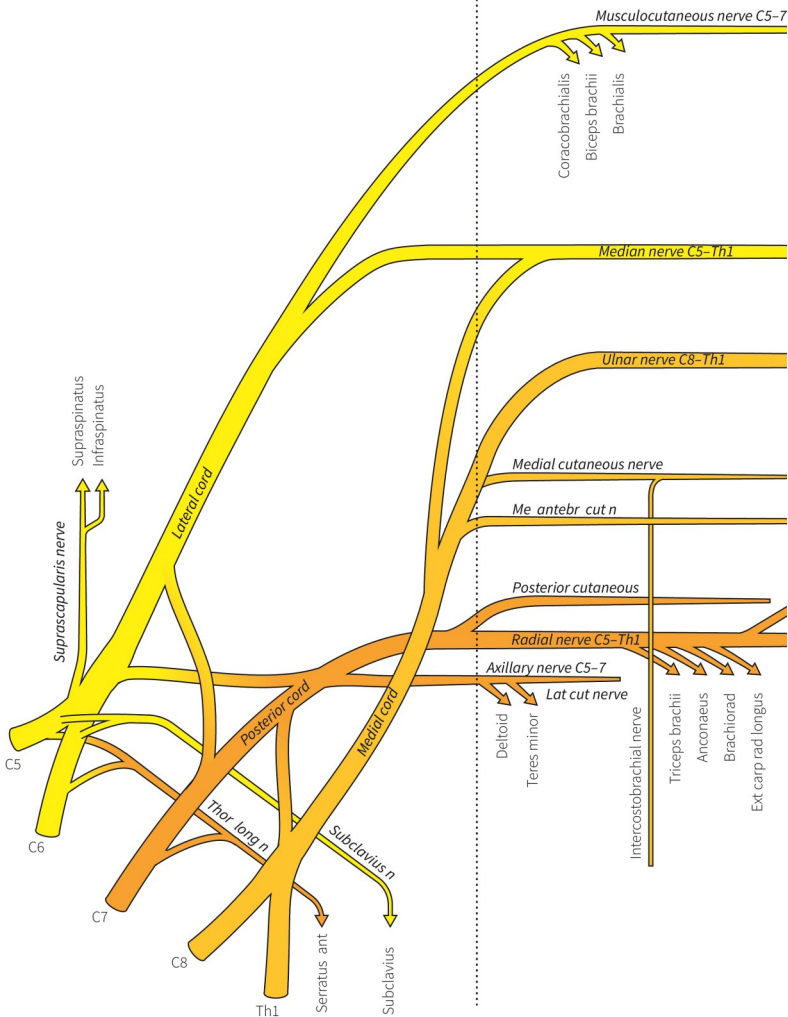 Musculocutaneous nerve C5–7
Coracobrachialis
Biceps brachii
Brachialis
Median nerve C5–Th1
Ulnar nerve C8–Th1
Supraspinatus
Infraspinatus
Suprascapularis nerve
Lateral cord
Medial cutaneous nerve
Me antebr cut n
Posterior cutaneous
Radial nerve C5–Th1
Axillary nerve C5–7
Lat cut nerve
Posterior cord
Medial cord
Deltoid
Teres minor
Intercostobrachial nerve
Triceps brachii
Anconaeus
Brachiorad
Ext carp rad longus
C5
C6
Thor long n
Subclavius n
C7
C8
Th1
Serratus ant
Subclavius